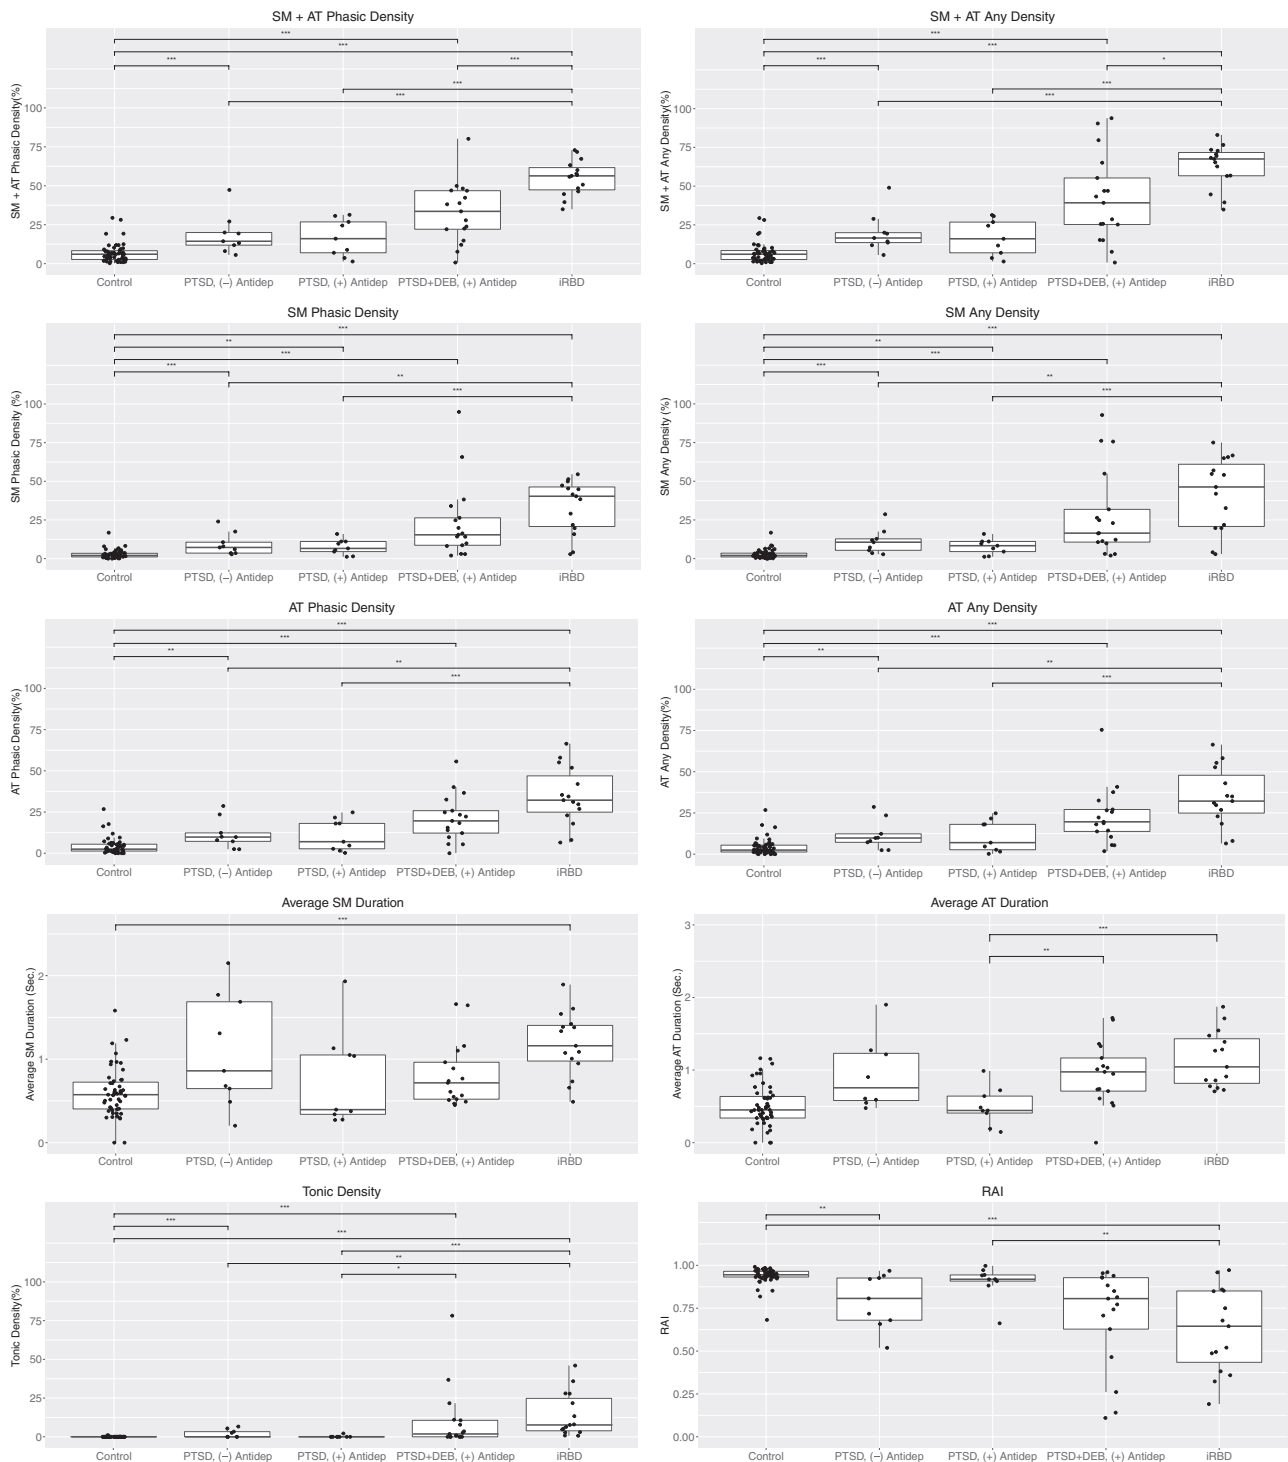 SM + AT Phasic Density
***
***
***
***
***
***
SM + AT Phasic Density(%)
100
75
50
25
0
Control
PTSD, (−) Antidep
PTSD, (+) Antidep
PTSD+DEB, (+) Antidep
iRBD
SM + AT Any Density
***
***
***
*
***
***
SM + AT Any Density(%)
100
75
50
25
0
Control
PTSD, (−) Antidep
PTSD, (+) Antidep
PTSD+DEB, (+) Antidep
iRBD
SM Phasic Density
***
**
***
***
**
***
SM Phasic Density (%)
100
75
50
25
0
Control
PTSD, (−) Antidep
PTSD, (+) Antidep
PTSD+DEB, (+) Antidep
iRBD
SM Any Density
***
**
***
***
**
***
SM Any Density (%)
100
75
50
25
0
Control
PTSD, (−) Antidep
PTSD, (+) Antidep
PTSD+DEB, (+) Antidep
iRBD
AT Phasic Density
***
***
**
**
***
AT Phasic Density(%)
100
75
50
25
0
Control
PTSD, (−) Antidep
PTSD, (+) Antidep
PTSD+DEB, (+) Antidep
iRBD
AT Any Density
***
***
**
**
***
AT Any Density(%)
100
75
50
25
0
Control
PTSD, (−) Antidep
PTSD, (+) Antidep
PTSD+DEB, (+) Antidep
iRBD
Average SM Duration
***
Average SM Duration (Sec.)
2
1
0
Control
PTSD, (−) Antidep
PTSD, (+) Antidep
PTSD+DEB, (+) Antidep
iRBD
Average AT Duration
***
**
Average AT Duration (Sec.)
3
2
1
0
Control
PTSD, (−) Antidep
PTSD, (+) Antidep
PTSD+DEB, (+) Antidep
iRBD
Tonic Density
***
***
***
***
**
*
Tonic Density(%)
100
75
50
25
0
Control
PTSD, (−) Antidep
PTSD, (+) Antidep
PTSD+DEB, (+) Antidep
iRBD
RAI
**
***
**
RAI
1.00
0.75
0.50
0.25
0.00
Control
PTSD, (−) Antidep
PTSD, (+) Antidep
PTSD+DEB, (+) Antidep
iRBD